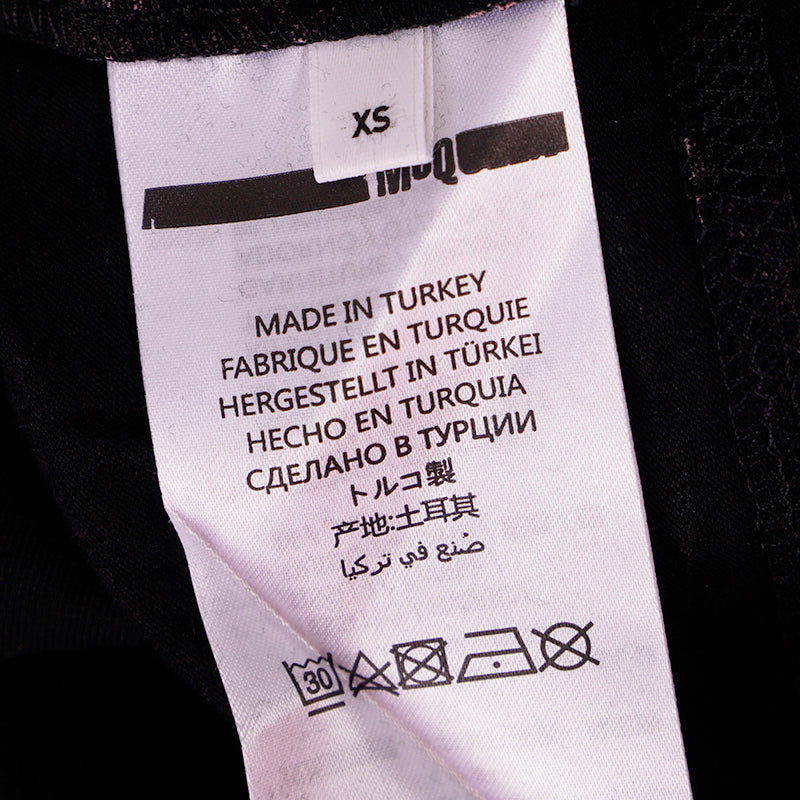 XS
McQ
MADE IN TURKEY
FABRIQUE EN TURQUIE
HERGESTELLT IN TÜRKEI
HECHO EN TURQUIA
СДЕЛАНО В ТУРЦИИ
トルコ製
产地:土耳其
صُنع في تركيا
30